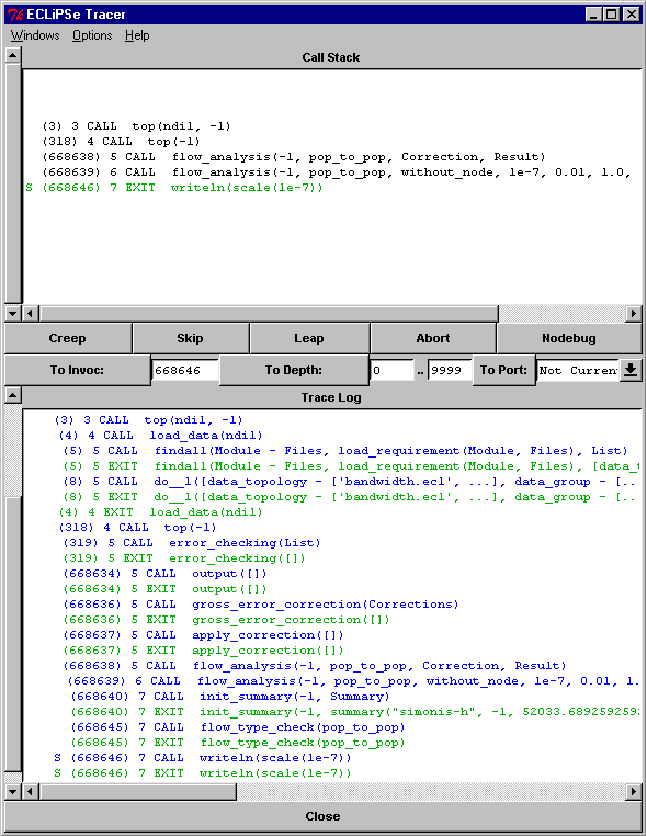 ECLiPSe Tracer
Windows Options Help
Call Stack
(3) 3 CALL top(ndil, -1)
(318) 4 CALL top(-1)
(668638) 5 CALL flow_analysis(-1, pop_to_pop, Correction, Result)
(668639) 6 CALL flow_analysis(-1, pop_to_pop, without_node, 1e-7, 0.01, 1.0,
S (668646) 7 EXIT writeln(scale(1e-7))
Creep Skip Leap Abort Nodebug
To Invoc: 668646 To Depth: 0 .. 9999 To Port: Not Curren
Trace Log
(3) 3 CALL top(ndil, -1)
(4) 4 CALL load_data(ndil)
(5) 5 CALL findall(Module - Files, load_requirement(Module, Files), List)
(5) 5 EXIT findall(Module - Files, load_requirement(Module, Files), [data_t
(8) 5 CALL do__1([data_topology - ['bandwidth.ecl', ...], data_group - [..
(8) 5 EXIT do__1([data_topology - ['bandwidth.ecl', ...], data_group - [..
(4) 4 EXIT load_data(ndil)
(318) 4 CALL top(-1)
(319) 5 CALL error_checking(List)
(319) 5 EXIT error_checking([])
(668634) 5 CALL output([])
(668634) 5 EXIT output([])
(668636) 5 CALL gross_error_correction(Corrections)
(668636) 5 EXIT gross_error_correction([])
(668637) 5 CALL apply_correction([])
(668637) 5 EXIT apply_correction([])
(668638) 5 CALL flow_analysis(-1, pop_to_pop, Correction, Result)
(668639) 6 CALL flow_analysis(-1, pop_to_pop, without_node, 1e-7, 0.01, 1.
(668640) 7 CALL init_summary(-1, Summary)
(668640) 7 EXIT init_summary(-1, summary("simonis-h", -1, 52033.689259259
(668645) 7 CALL flow_type_check(pop_to_pop)
(668645) 7 EXIT flow_type_check(pop_to_pop)
S (668646) 7 CALL writeln(scale(1e-7))
S (668646) 7 EXIT writeln(scale(1e-7))
Close